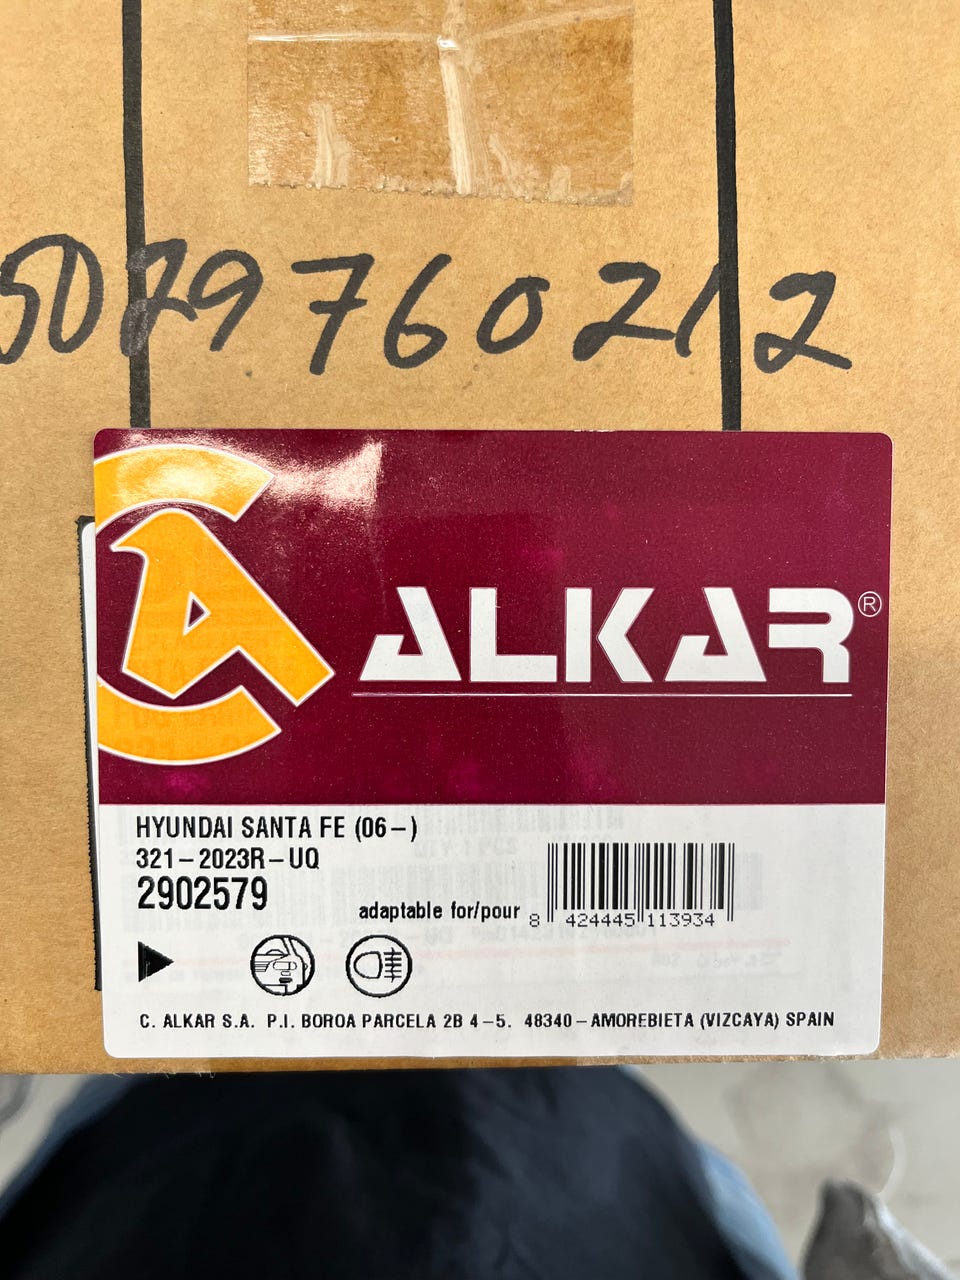 5029760212
ALKAR®
HYUNDAI SANTA FE (06-)
321-2023R-UQ
2902579
adaptable for/pour
8 424445 113934
C. ALKAR S.A. P.I. BOROA PARCELA 2B 4-5. 48340-AMOREBIETA (VIZCAYA) SPAIN